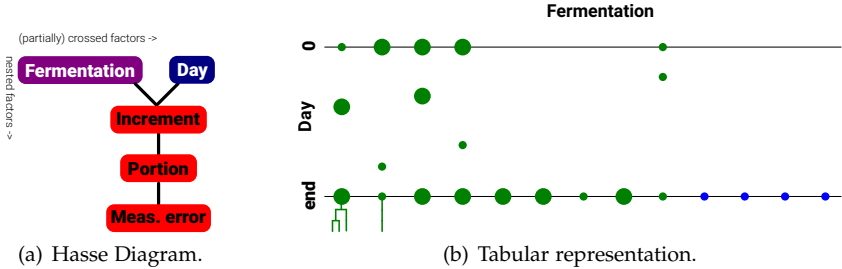 (partially) crossed factors ->
nested factors ->
Fermentation
Day
Increment
Portion
Meas. error
(a) Hasse Diagram.
Fermentation
0
Day
end
(b) Tabular representation.